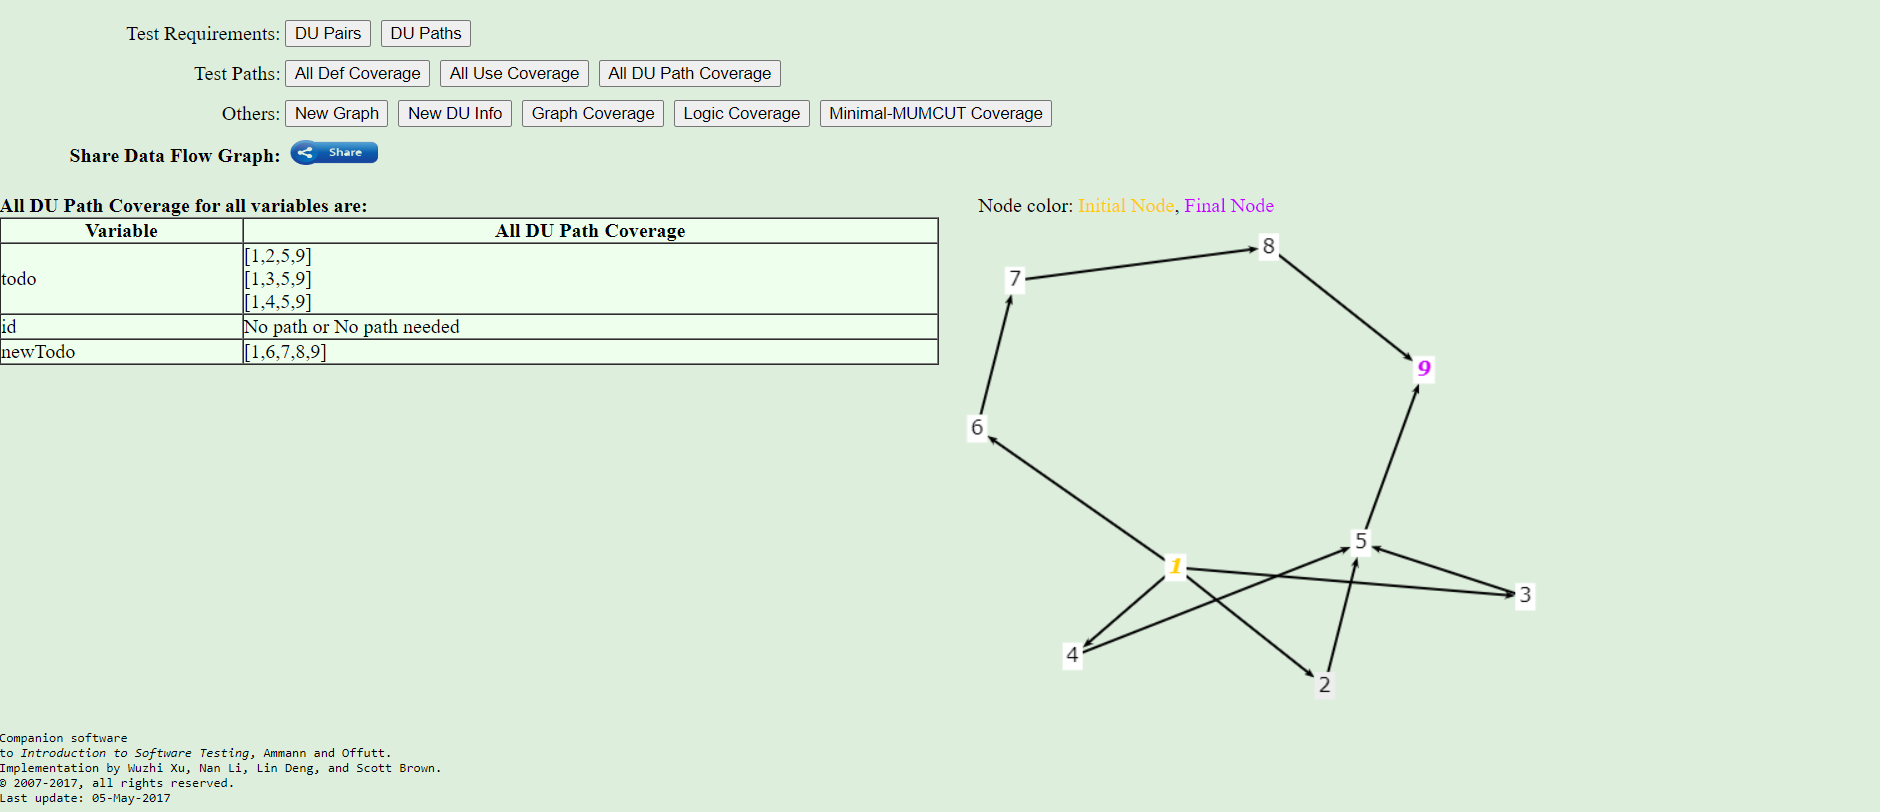 Test Requirements: DU Pairs DU Paths
Test Paths: All Def Coverage All Use Coverage All DU Path Coverage
Others: New Graph New DU Info Graph Coverage Logic Coverage Minimal-MUMCUT Coverage
Share Data Flow Graph: Share
All DU Path Coverage for all variables are:
Variable All DU Path Coverage
todo
[1,2,5,9]
[1,3,5,9]
[1,4,5,9]
id No path or No path needed
newTodo [1,6,7,8,9]
Node color: Initial Node, Final Node
8
7
9
6
5
1
3
4
2
Companion software
to Introduction to Software Testing, Ammann and Offutt.
Implementation by Wuzhi Xu, Nan Li, Lin Deng, and Scott Brown.
© 2007-2017, all rights reserved.
Last update: 05-May-2017